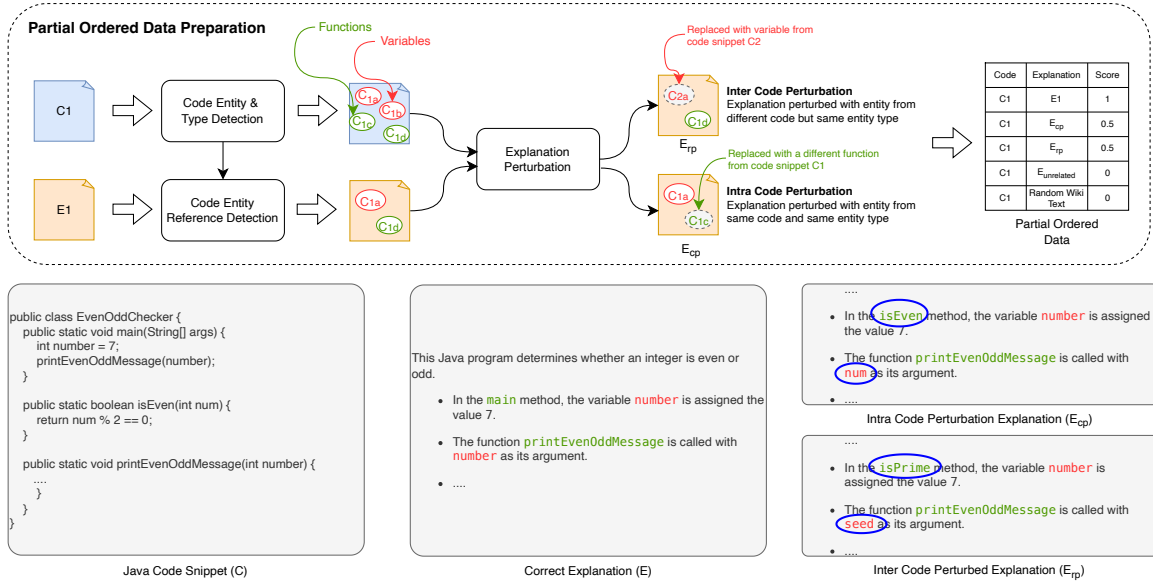 Partial Ordered Data Preparation
Functions
Variables
Replaced with variable from
code snippet C2
C1
Code Entity &
Type Detection
C1a
C1b
C1c
C1d
E1
Code Entity
Reference Detection
C1a
C1d
Explanation
Perturbation
C2a
C1d
Erp
Inter Code Perturbation
Explanation perturbed with entity from
different code but same entity type
Replaced with a different function
from code snippet C1
C1a
C1c
Ecp
Intra Code Perturbation
Explanation perturbed with entity from
same code and same entity type
Code Explanation Score
C1 E1 1
C1 Ecp 0.5
C1 Erp 0.5
C1 Eunrelated 0
C1 Random Wiki Text 0
Partial Ordered
Data
public class EvenOddChecker {
public static void main(String[] args) {
int number = 7;
printEvenOddMessage(number);
}
public static boolean isEven(int num) {
return num % 2 == 0;
}
public static void printEvenOddMessage(int number) {
....
}
}
Java Code Snippet (C)
This Java program determines whether an integer is even or
odd.
• In the main method, the variable number is assigned the
value 7.
• The function printEvenOddMessage is called with
number as its argument.
• ....
Correct Explanation (E)
....
• In the isEven method, the variable number is assigned
the value 7.
• The function printEvenOddMessage is called with
num as its argument.
• ....
Intra Code Perturbation Explanation (Ecp)
....
• In the isPrime method, the variable number is
assigned the value 7.
• The function printEvenOddMessage is called with
seed as its argument.
• ....
Inter Code Perturbed Explanation (Erp)